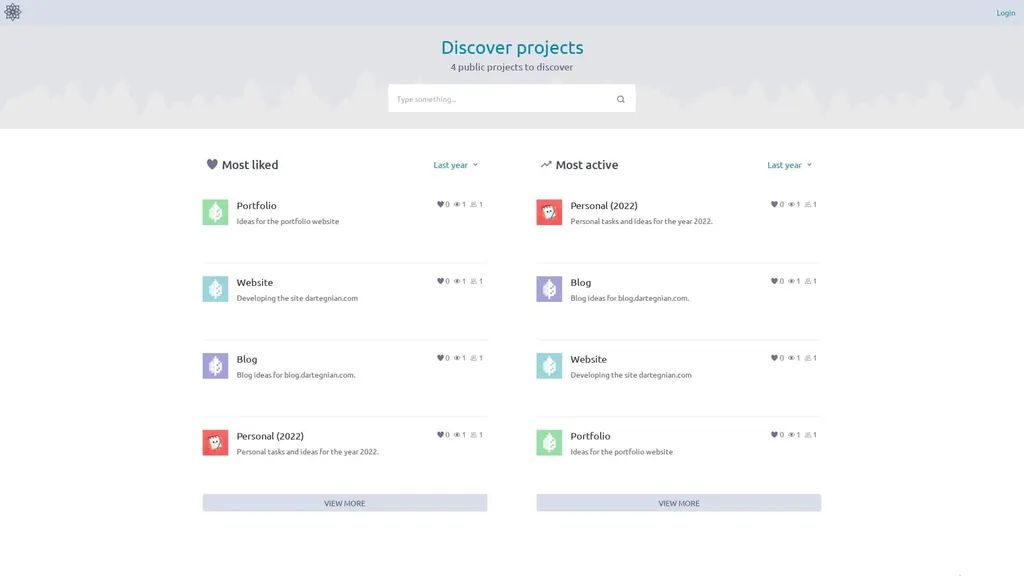 Login
Discover projects
4 public projects to discover
Type something...
Most liked
Last year
Portfolio
0 1 1
Ideas for the portfolio website
Website
0 1 1
Developing the site dartegnian.com
Blog
0 1 1
Blog ideas for blog.dartegnian.com.
Personal (2022)
0 1 1
Personal tasks and ideas for the year 2022.
VIEW MORE
Most active
Last year
Personal (2022)
0 1 1
Personal tasks and ideas for the year 2022.
Blog
0 1 1
Blog ideas for blog.dartegnian.com.
Website
0 1 1
Developing the site dartegnian.com
Portfolio
0 1 1
Ideas for the portfolio website
VIEW MORE